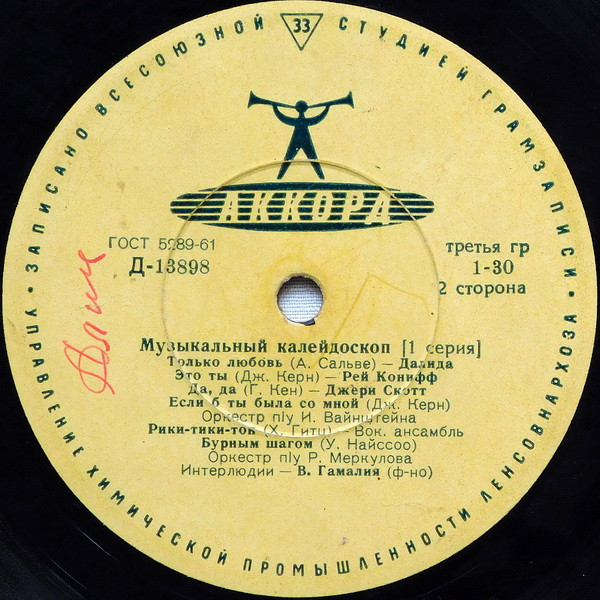 ЗАПИСАНО ВСЕСОЮЗНОЙ СТУДИЕЙ ГРАМЗАПИСИ
33
АККОРД
ГОСТ 5289-61
Д-13898
третья гр
1-30
2 сторона
Музыкальный калейдоскоп [1 серия]
Только любовь (А. Сальве) — Далида
Это ты (Дж. Керн) — Рей Конифф
Да, да (Г. Кен) — Джери Скотт
Если б ты была со мной (Дж. Керн)
Оркестр п/у И. Вайнштейна
Рики-тики-тов (Х. Гитц) — Вок. ансамбль
Бурным шагом (У. Найссоо)
Оркестр п/у Р. Меркулова
Интерлюдии — В. Гамалия (ф-но)
УПРАВЛЕНИЕ ХИМИЧЕСКОЙ ПРОМЫШЛЕННОСТИ ЛЕНСОВНАРХОЗА